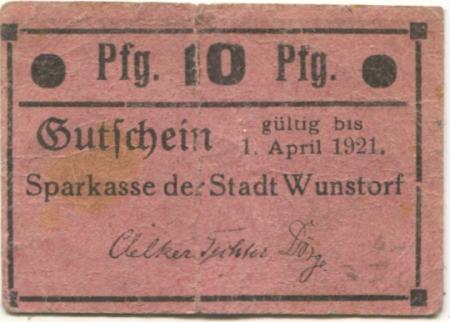 Pfg. 10 Pfg.
Gutschein gültig bis
1. April 1921.
Sparkasse der Stadt Wunstorf